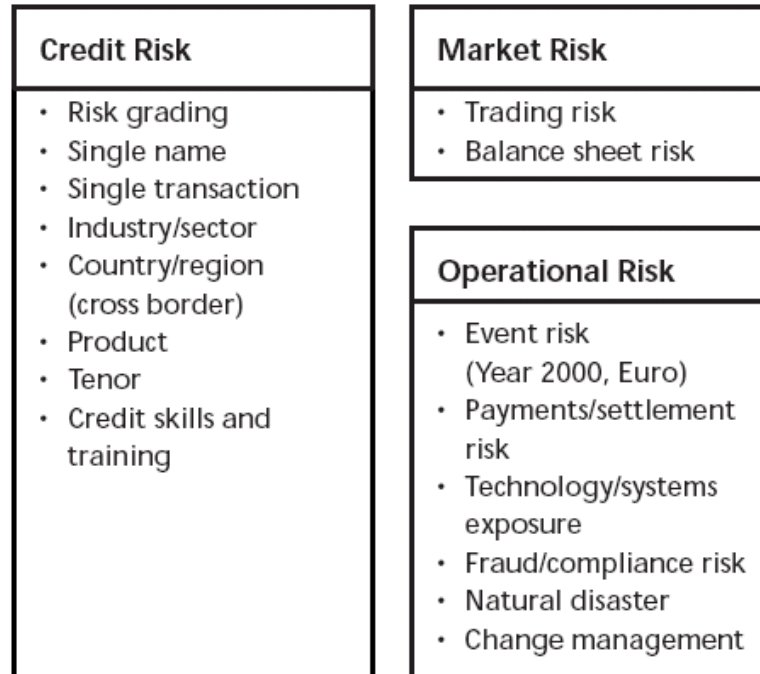 Credit Risk
• Risk grading
• Single name
• Single transaction
• Industry/sector
• Country/region
(cross border)
• Product
• Tenor
• Credit skills and
training
Market Risk
• Trading risk
• Balance sheet risk
Operational Risk
• Event risk
(Year 2000, Euro)
• Payments/settlement
risk
• Technology/systems
exposure
• Fraud/compliance risk
• Natural disaster
• Change management